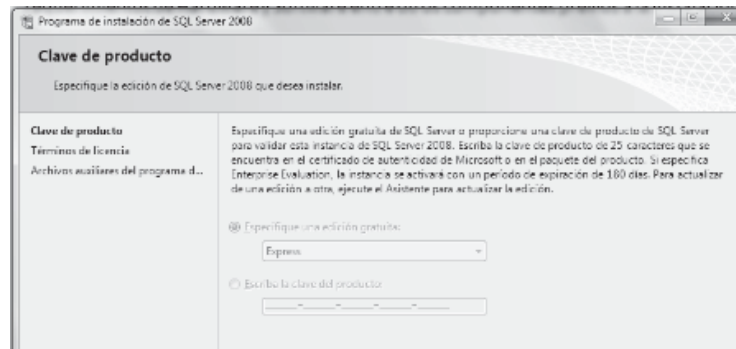 Programa de instalación de SQL Server 2008
Clave de producto
Especifique la edición de SQL Server 2008 que desea instalar.
Clave de producto
Términos de licencia
Archivos auxiliares del programa d...
Especifique una edición gratuita de SQL Server o proporcione una clave de producto de SQL Server
para validar esta instancia de SQL Server 2008. Escriba la clave de producto de 25 caracteres que se
encuentra en el certificado de autenticidad de Microsoft o en el paquete del producto. Si especifica
Enterprise Evaluation, la instancia se activará con un período de expiración de 180 días. Para actualizar
de una edición a otra, ejecute el Asistente para actualizar la edición.
Especifique una edición gratuita:
Express
Escriba la clave del producto:
_____-_____-_____-_____-_____